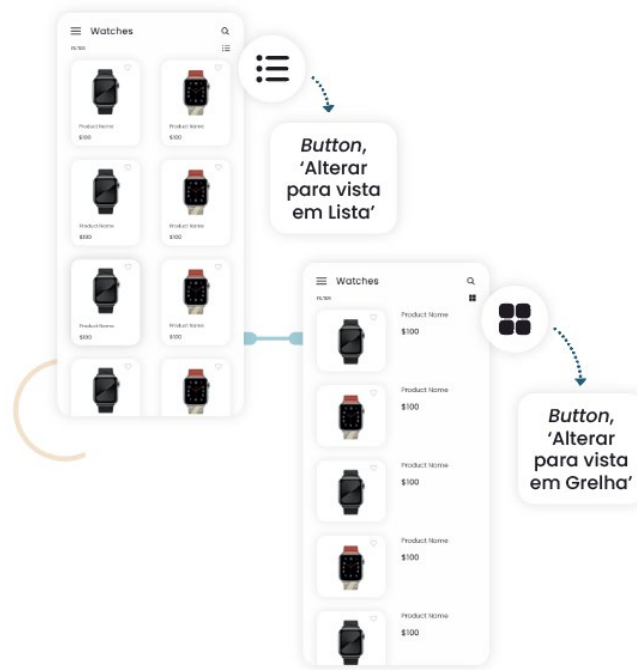 Watches
FILTER
Product Name
$100
Product Name
$100
Product Name
$100
Product Name
$100
Product Name
$100
Product Name
$100
Button,
‘Alterar
para vista
em Lista’
Watches
FILTER
Product Name
$100
Product Name
$100
Product Name
$100
Product Name
$100
Product Name
$100
Button,
‘Alterar
para vista
em Grelha’